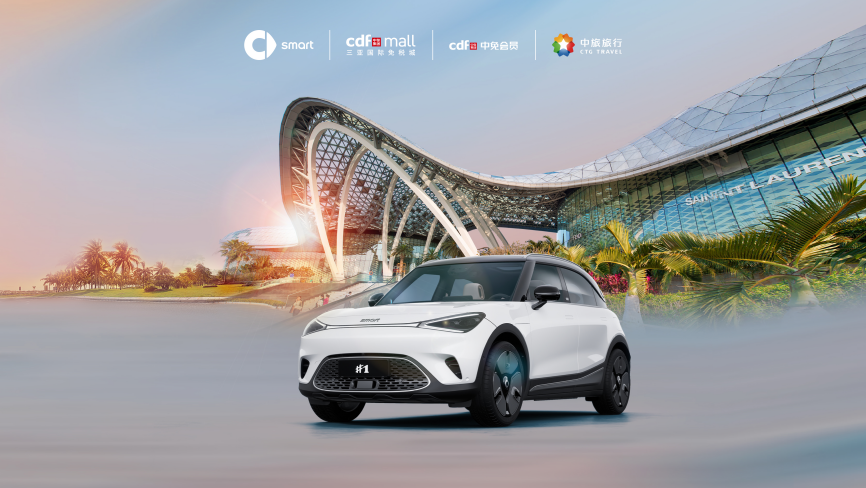 smart
cdf mall
三亚国际免税城
cdf 中免会员
中旅旅行
CTG TRAVEL
SAINT LAURENT
smart
#1